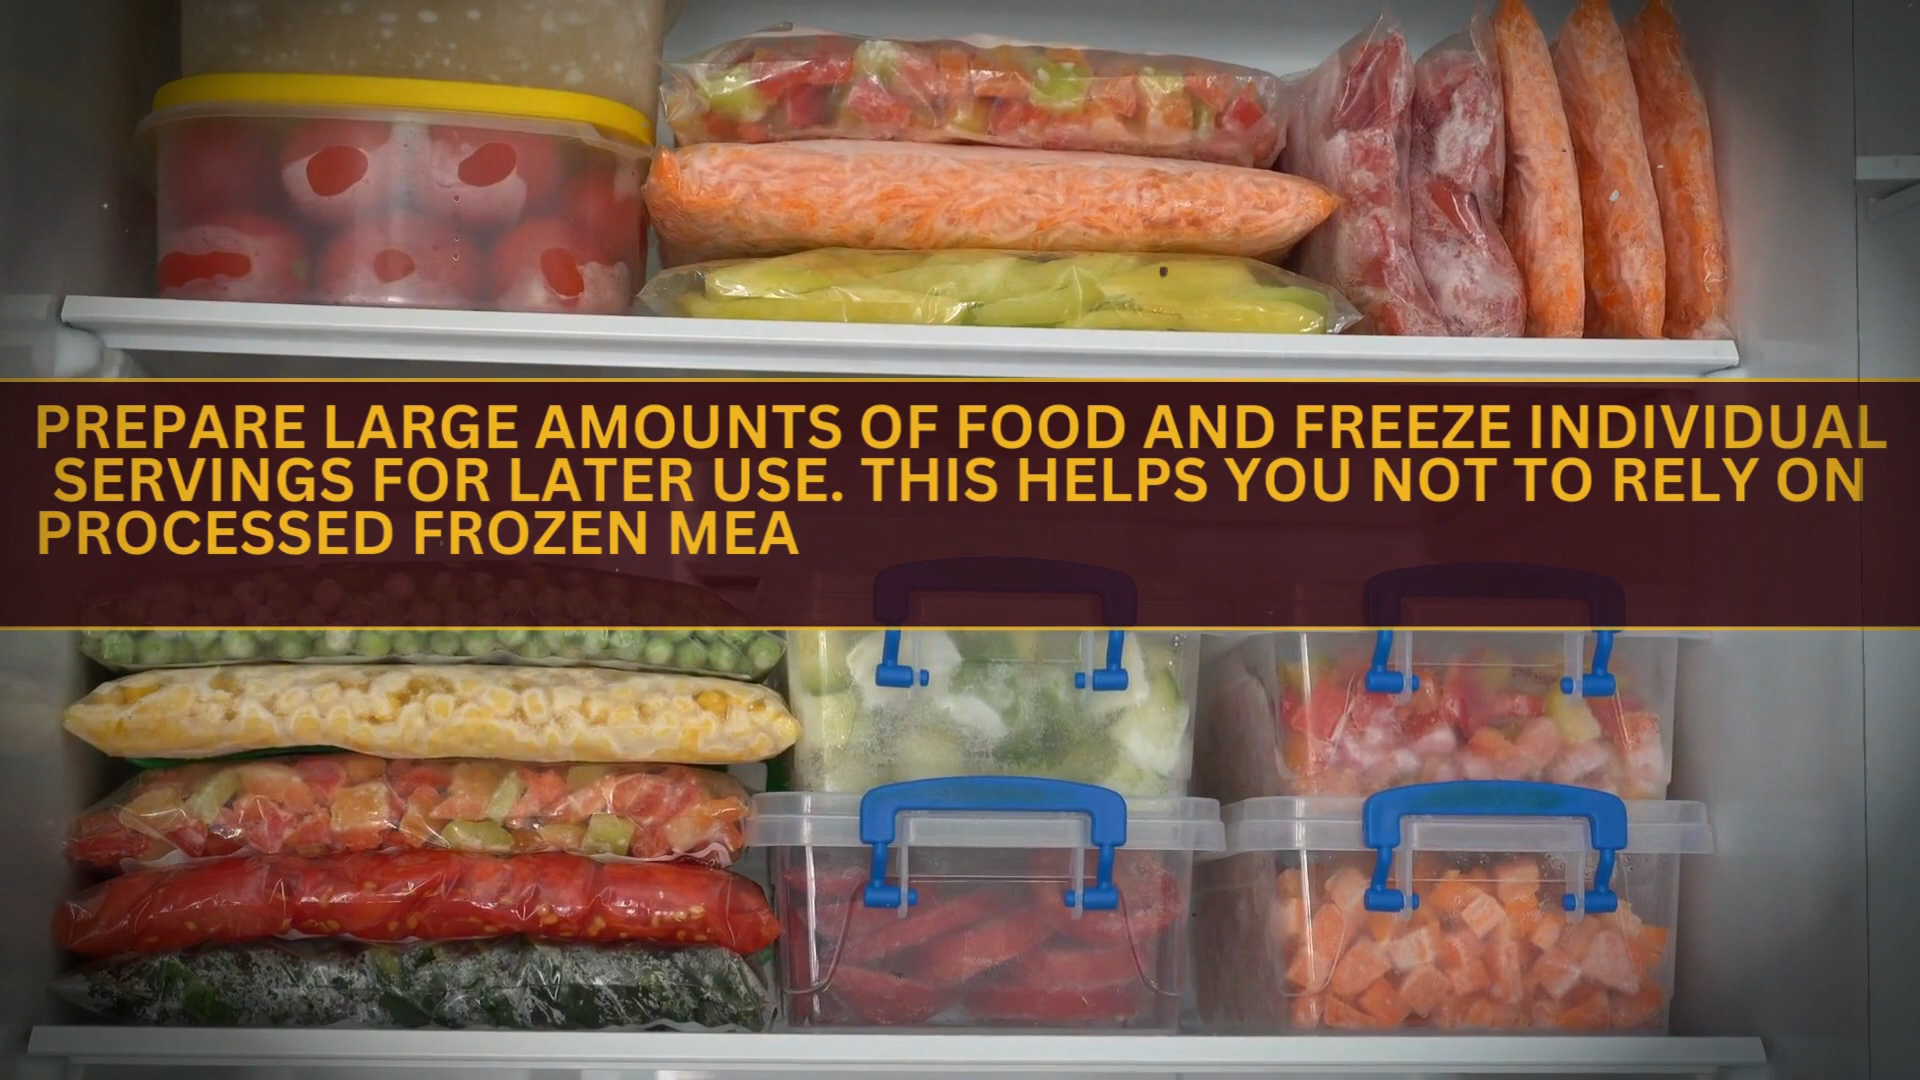 PREPARE LARGE AMOUNTS OF FOOD AND FREEZE INDIVIDUAL
SERVINGS FOR LATER USE. THIS HELPS YOU NOT TO RELY ON
PROCESSED FROZEN MEA